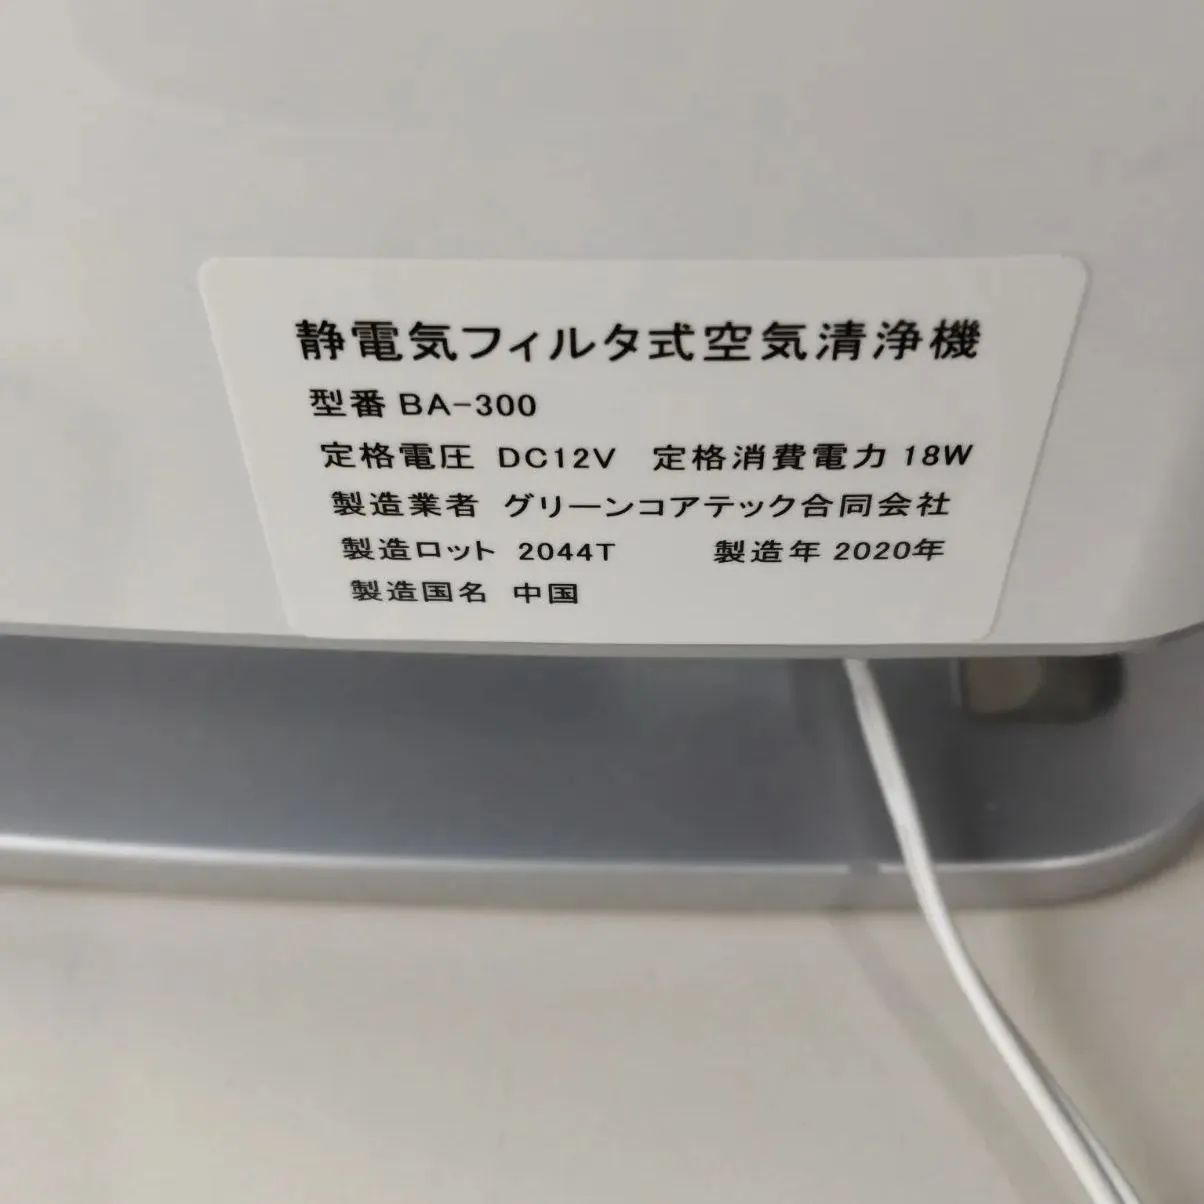 静電気フィルタ式空気清浄機
型番 BA-300
定格電圧 DC12V 定格消費電力 18W
製造業者 グリーンコアテック合同会社
製造ロット 2044T 製造年 2020年
製造国名 中国